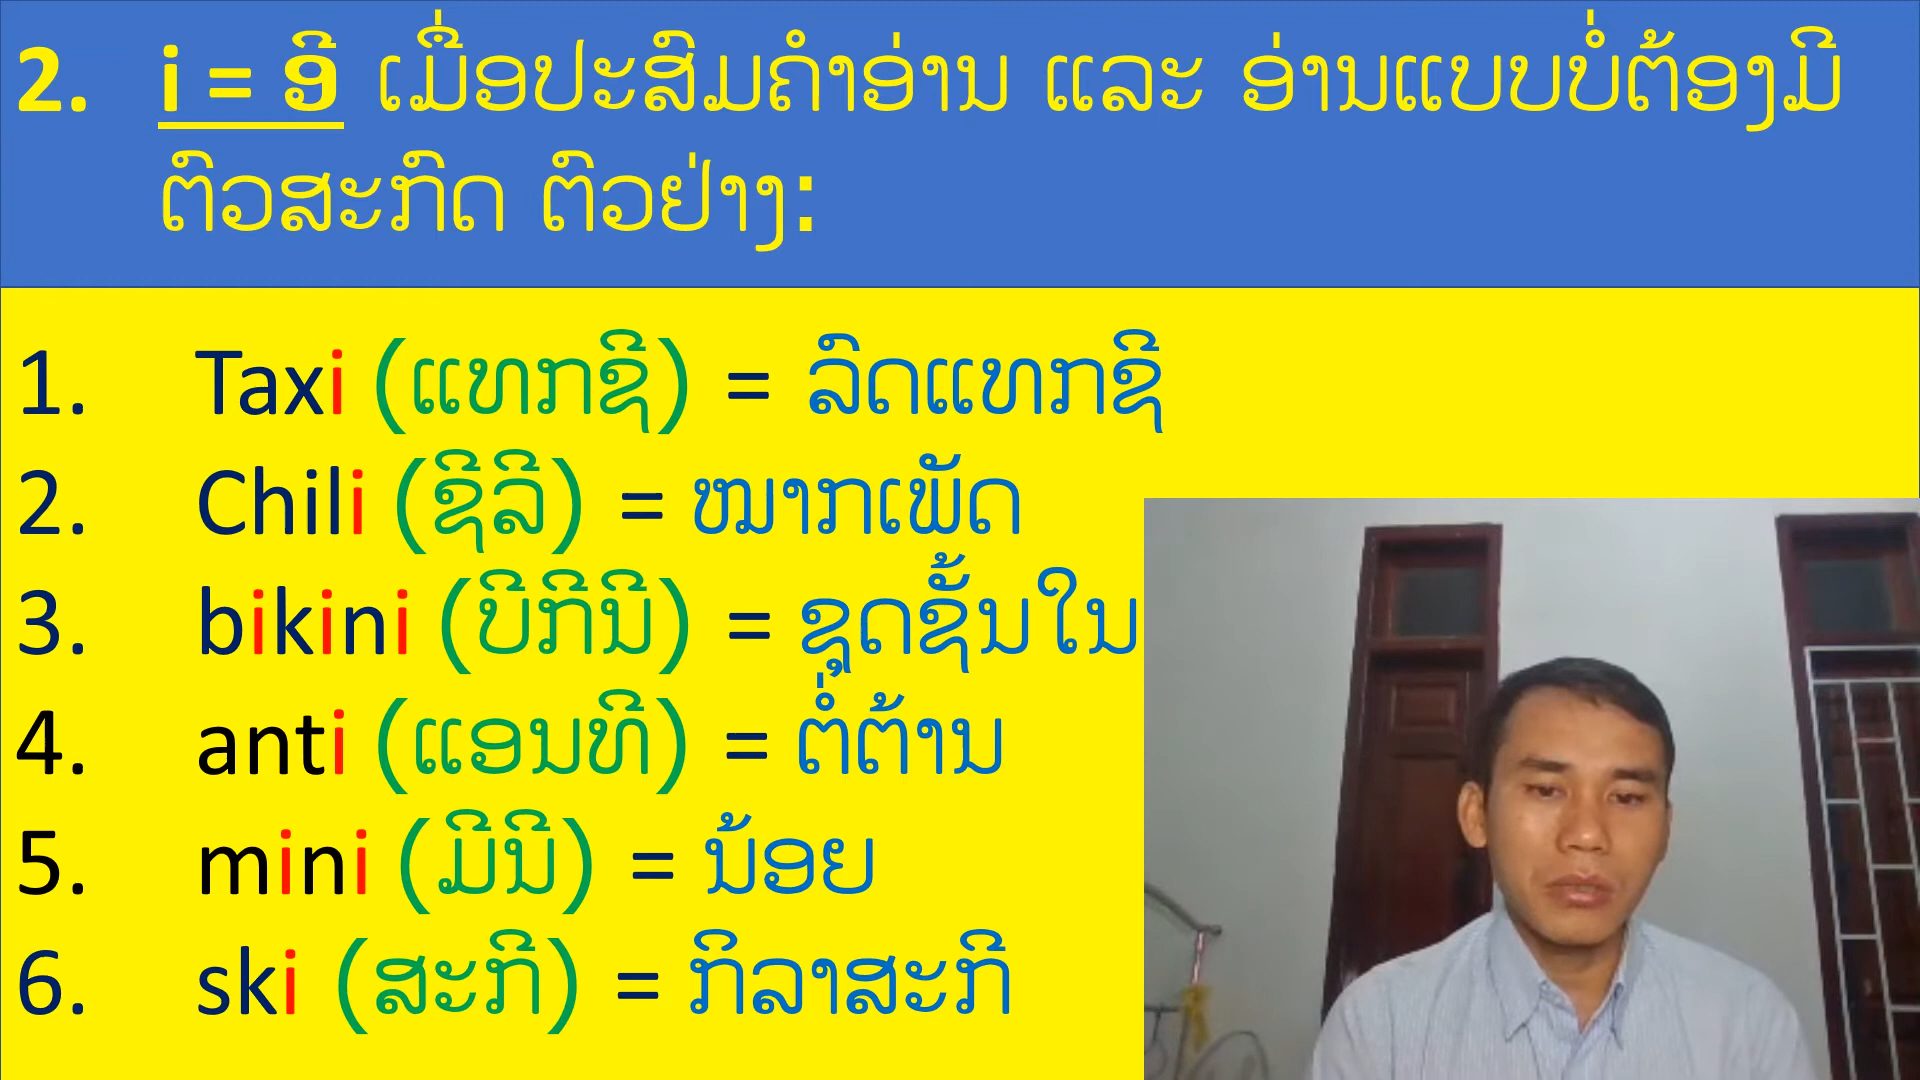 2. i = ອີ ເມື່ອປະສົມຄຳອ່ານ ແລະ ອ່ານແບບບໍ່ຕ້ອງມີ
ຕົວສະກົດ ຕົວຢ່າງ:
1. Taxi (ແທກຊີ) = ລົດແທກຊີ
2. Chili (ຊີລີ) = ໝາກເພັດ
3. bikini (ບີກີນີ) = ຊຸດຊັ້ນໃນ
4. anti (ແອນທີ) = ຕໍ່ຕ້ານ
5. mini (ມີນີ) = ນ້ອຍ
6. ski (ສະກີ) = ກິລາສະກີ